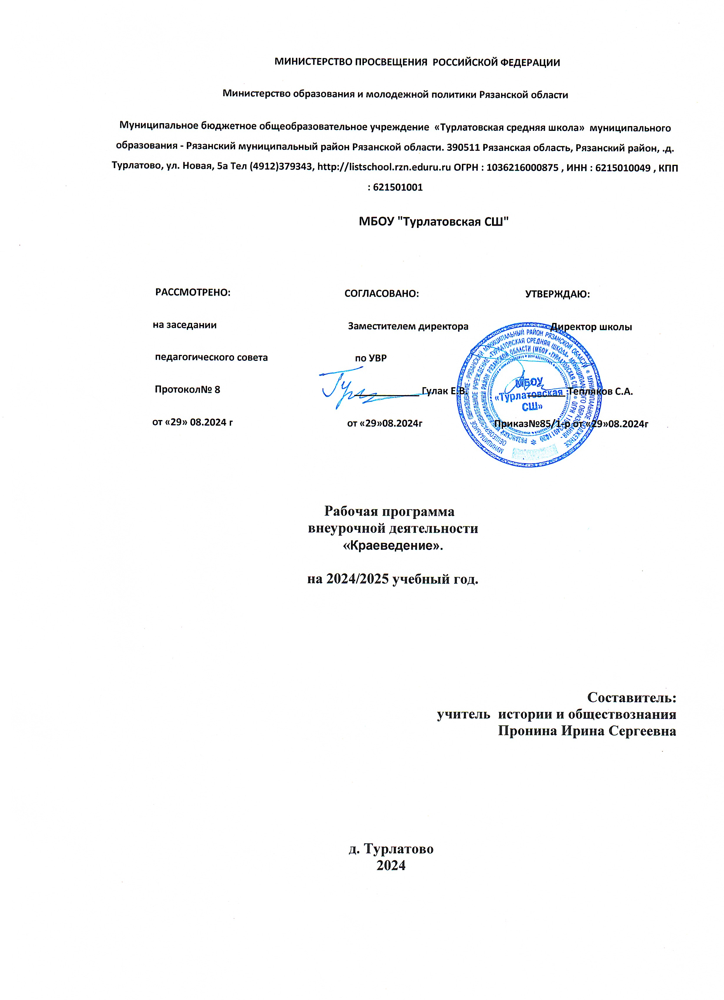 МИНИСТЕРСТВО ПРОСВЕЩЕНИЯ РОССИЙСКОЙ ФЕДЕРАЦИИ
Министерство образования и молодежной политики Рязанской области
Муниципальное бюджетное общеобразовательное учреждение «Турлатовская средняя школа» муниципального
образования - Рязанский муниципальный район Рязанской области. 390511 Рязанская область, Рязанский район, .д.
Турлатово, ул. Новая, 5а Тел (4912)379343, http://listschool.rzn.eduru.ru ОГРН : 1036216000875 , ИНН : 6215010049 , КПП
: 621501001
МБОУ "Турлатовская СШ"
РАССМОТРЕНО: СОГЛАСОВАНО: УТВЕРЖДАЮ:
на заседании Заместителем директора Директор школы
педагогического совета по УВР
Протокол№ 8 Гулак Е.В. Тепляков С.А.
от «29» 08.2024 г от «29»08.2024г Приказ№85/1-р от «29»08.2024г
МБОУ
«Турлатовская
СШ»
Рабочая программа
внеурочной деятельности
«Краеведение».
на 2024/2025 учебный год.
Составитель:
учитель истории и обществознания
Пронина Ирина Сергеевна
д. Турлатово
2024